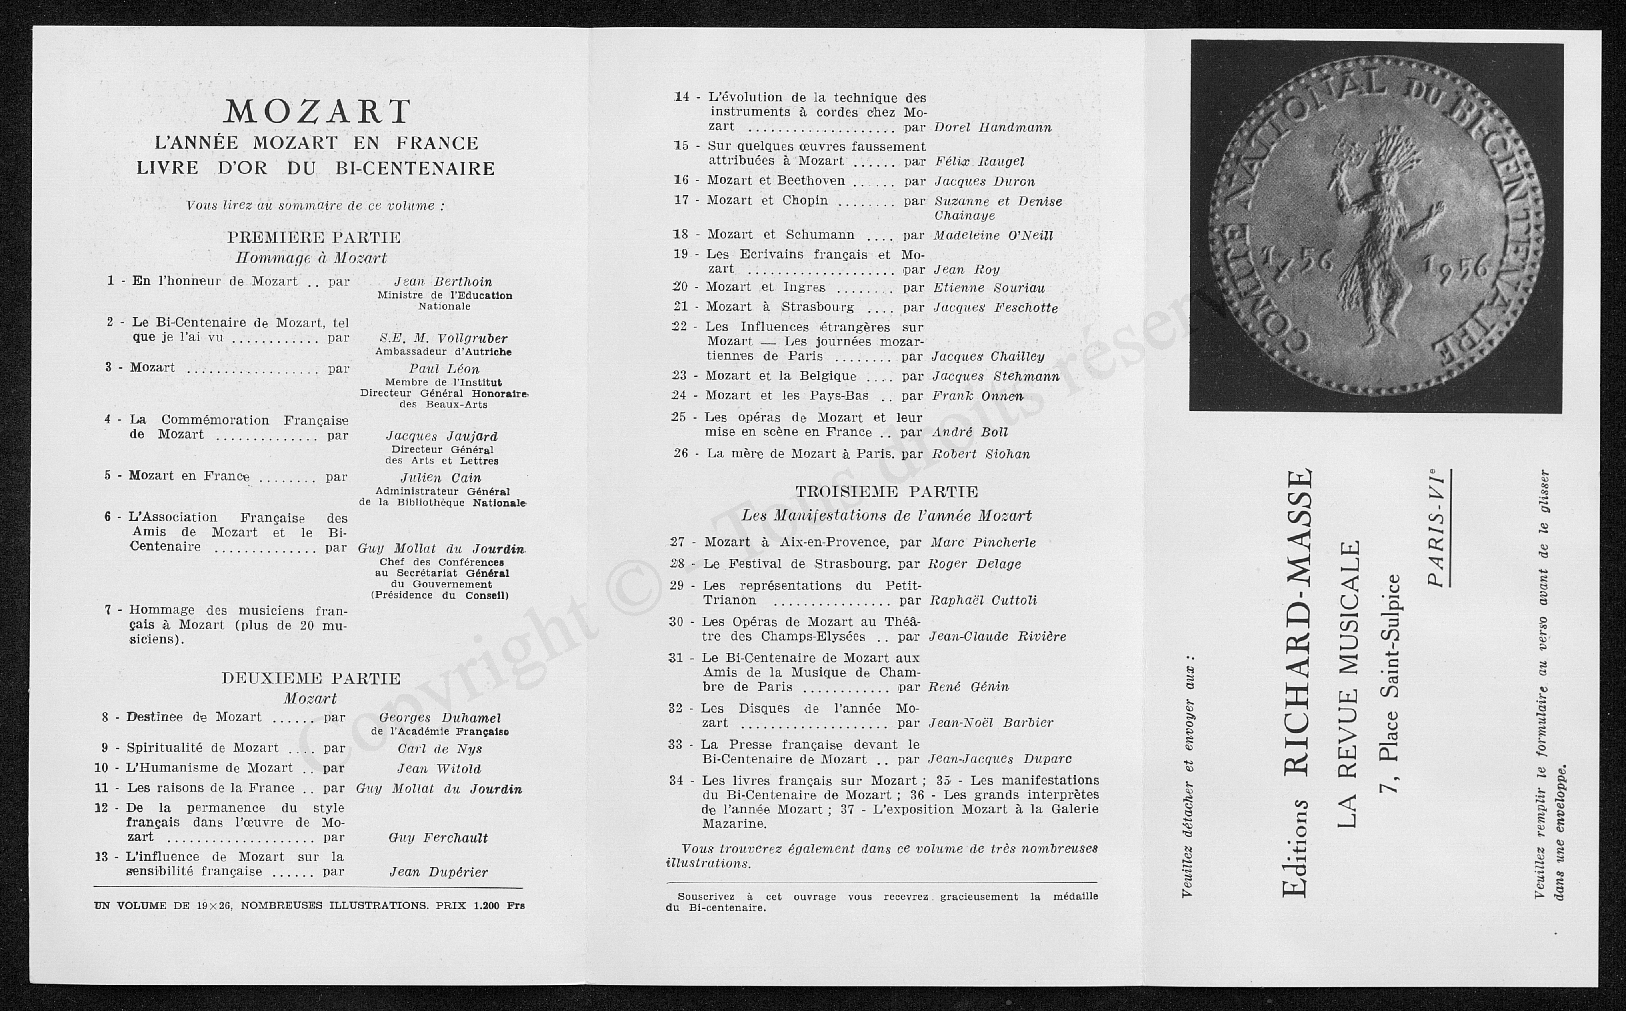 MOZART
L'ANNÉE MOZART EN FRANCE
LIVRE D'OR DU BI-CENTENAIRE
Vous lirez au sommaire de ce volume :
PREMIERE PARTIE
Hommage à Mozart
1 - En l'honneur de Mozart .. par Jean Berthoin
Ministre de l'Education
Nationale
2 - Le Bi-Centenaire de Mozart, tel
que je l'ai vu ............ par S.E. M. Vollgruber
Ambassadeur d'Autriche
3 - Mozart ................. par Paul Léon
Membre de l'Institut
Directeur Général Honoraire
des Beaux-Arts
4 - La Commémoration Française
de Mozart .............. par Jacques Jaujard
Directeur Général
des Arts et Lettres
5 - Mozart en France ........ par Julien Cain
Administrateur Général
de la Bibliothèque Nationale
6 - L'Association Française des
Amis de Mozart et le Bi-
Centenaire .............. par Guy Mollat du Jourdin
Chef des Conférences
au Secrétariat Général
du Gouvernement
(Présidence du Conseil)
7 - Hommage des musiciens fran-
çais à Mozart (plus de 20 mu-
siciens).
DEUXIEME PARTIE
Mozart
8 - Destinee de Mozart ...... par Georges Duhamel
de l'Académie Française
9 - Spiritualité de Mozart .... par Carl de Nys
10 - L'Humanisme de Mozart .. par Jean Witold
11 - Les raisons de la France .. par Guy Mollat du Jourdin
12 - De la permanence du style
français dans l'œuvre de Mo-
zart .................... par Guy Ferchault
13 - L'influence de Mozart sur la
sensibilité française ...... par Jean Dupérier
UN VOLUME DE 19×26, NOMBREUSES ILLUSTRATIONS. PRIX 1.200 Frs
14 - L'évolution de la technique des
instruments à cordes chez Mo-
zart .................... par Dorel Handmann
15 - Sur quelques œuvres faussement
attribuées à Mozart ...... par Félix Raugel
16 - Mozart et Beethoven ...... par Jacques Duron
17 - Mozart et Chopin ........ par Suzanne et Denise
Chainaye
18 - Mozart et Schumann .... par Madeleine O'Neill
19 - Les Ecrivains français et Mo-
zart .................... par Jean Roy
20 - Mozart et Ingres ........ par Etienne Souriau
21 - Mozart à Strasbourg .... par Jacques Feschotte
22 - Les Influences étrangères sur
Mozart — Les journées mozar-
tiennes de Paris ........ par Jacques Chailley
23 - Mozart et la Belgique .... par Jacques Stehmann
24 - Mozart et les Pays-Bas .. par Frank Onnen
25 - Les opéras de Mozart et leur
mise en scène en France .. par André Boll
26 - La mère de Mozart à Paris. par Robert Siohan
TROISIEME PARTIE
Les Manifestations de l'année Mozart
27 - Mozart à Aix-en-Provence, par Marc Pincherle
28 - Le Festival de Strasbourg. par Roger Delage
29 - Les représentations du Petit-
Trianon ................ par Raphaël Cuttoli
30 - Les Opéras de Mozart au Théâ-
tre des Champs-Elysées .. par Jean-Claude Rivière
31 - Le Bi-Centenaire de Mozart aux
Amis de la Musique de Cham-
bre de Paris ............ par René Génin
32 - Les Disques de l'année Mo-
zart .................... par Jean-Noël Barbier
33 - La Presse française devant le
Bi-Centenaire de Mozart .. par Jean-Jacques Duparc
34 - Les livres français sur Mozart ; 35 - Les manifestations
du Bi-Centenaire de Mozart ; 36 - Les grands interprètes
de l'année Mozart ; 37 - L'exposition Mozart à la Galerie
Mazarine.
Vous trouverez également dans ce volume de très nombreuses
illustrations.
Souscrivez à cet ouvrage vous recevrez gracieusement la médaille
du Bi-centenaire.
COMITE NATIONAL DU BICENTENAIRE
1756 1956
Veuillez détacher et envoyer aux :
Editions RICHARD-MASSE
LA REVUE MUSICALE
7, Place Saint-Sulpice
PARIS-VIe
Veuillez remplir le formulaire au verso avant de le glisser
dans une enveloppe.
Copyright © Tous droits réservés